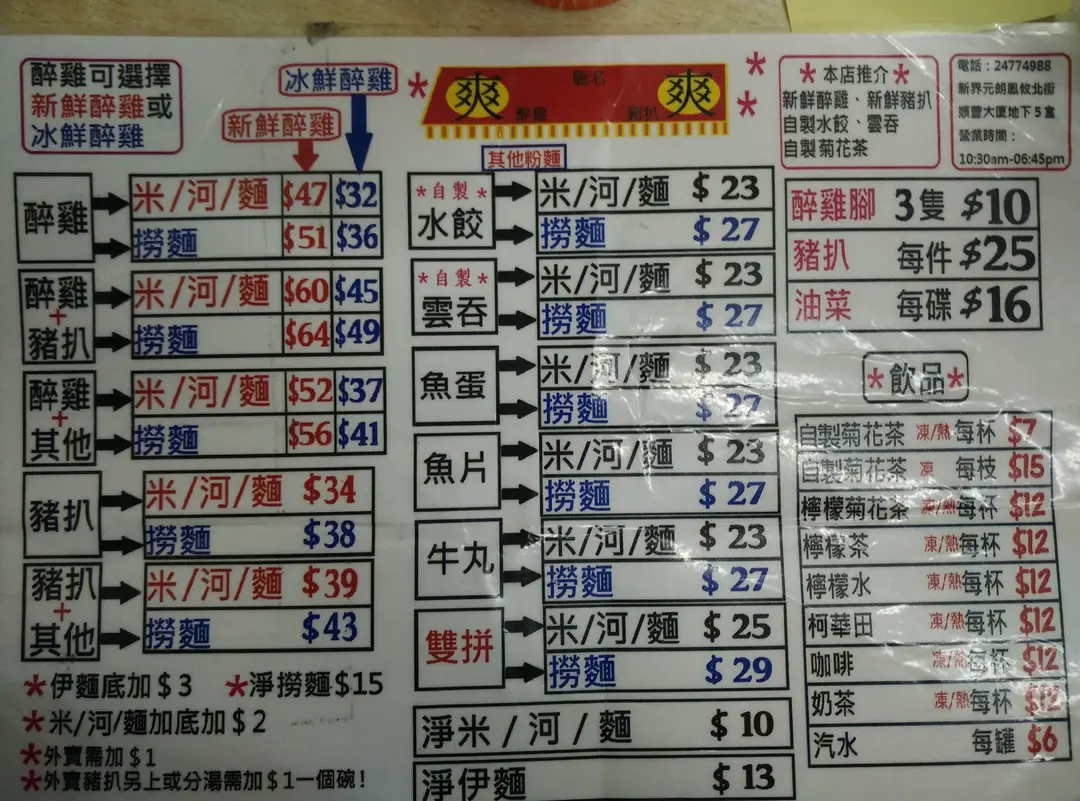 醉雞可選擇
新鮮醉雞或
冰鮮醉雞
冰鮮醉雞
新鮮醉雞
醉雞
米/河/麵 $47 $32
撈麵 $51 $36
醉雞
+
豬扒
米/河/麵 $60 $45
撈麵 $64 $49
醉雞
+
其他
米/河/麵 $52 $37
撈麵 $56 $41
豬扒
米/河/麵 $34
撈麵 $38
豬扒
+
其他
米/河/麵 $39
撈麵 $43
*伊麵底加$3 *淨撈麵$15
*米/河/麵加底加$2
*外賣需加$1
*外賣豬扒另上或分湯需加$1一個碗!
* 爽 馳名 爽 *
醉雞 豬扒 *
其他粉麵
*自製*
水餃
米/河/麵 $23
撈麵 $27
*自製*
雲吞
米/河/麵 $23
撈麵 $27
魚蛋
米/河/麵 $23
撈麵 $27
魚片
米/河/麵 $23
撈麵 $27
牛丸
米/河/麵 $23
撈麵 $27
雙拼
米/河/麵 $25
撈麵 $29
淨米/河/麵 $10
淨伊麵 $13
*本店推介*
新鮮醉雞、新鮮豬扒
自製水餃、雲吞
自製菊花茶
電話：24774988
新界元朗鳳攸北街
順豐大廈地下5室
營業時間：
10:30am-06:45pm
醉雞腳 3隻 $10
豬扒 每件 $25
油菜 每碟 $16
*飲品*
自製菊花茶 凍/熱 每杯 $7
自製菊花茶 凍 每枝 $15
檸檬菊花茶 凍/熱 每杯 $12
檸檬茶 凍/熱 每杯 $12
檸檬水 凍/熱 每杯 $12
柯華田 凍/熱 每杯 $12
咖啡 凍/熱 每杯 $12
奶茶 凍/熱 每杯 $12
汽水 每罐 $6